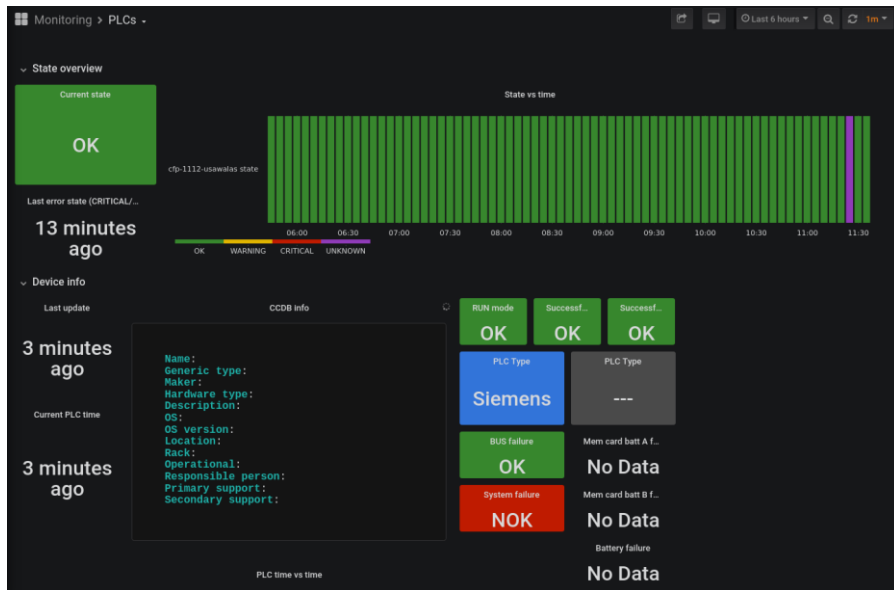 Monitoring > PLCs
Last 6 hours
1m
State overview
Current state
OK
Last error state (CRITICAL/...
13 minutes
ago
State vs time
cfp-1112-usawalas state
06:00 06:30 07:00 07:30 08:00 08:30 09:00 09:30 10:00 10:30 11:00 11:30
OK WARNING CRITICAL UNKNOWN
Device info
Last update
3 minutes
ago
Current PLC time
3 minutes
ago
CCDB info
Name:
Generic type:
Maker:
Hardware type:
Description:
OS:
OS version:
Location:
Rack:
Operational:
Responsible person:
Primary support:
Secondary support:
PLC time vs time
RUN mode
OK
Successf...
OK
Successf...
OK
PLC Type
Siemens
PLC Type
---
BUS failure
OK
Mem card batt A f...
No Data
System failure
NOK
Mem card batt B f...
No Data
Battery failure
No Data